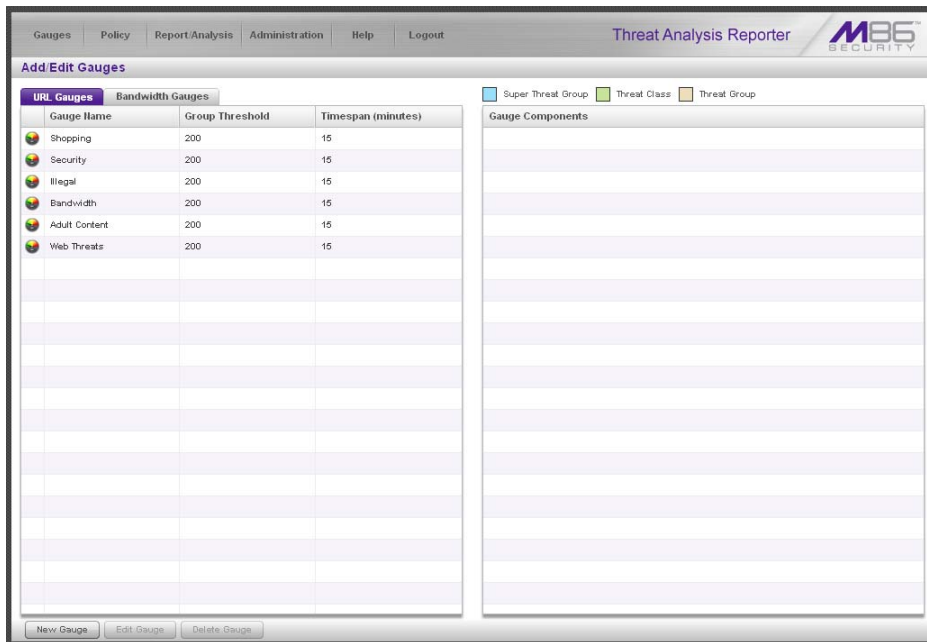 Gauges Policy Report/Analysis Administration Help Logout
Threat Analysis Reporter
M86 SECURITY
Add/Edit Gauges
URL Gauges Bandwidth Gauges
Super Threat Group Threat Class Threat Group
Gauge Name Group Threshold Timespan (minutes)
Gauge Components
Shopping 200 15
Security 200 15
Illegal 200 15
Bandwidth 200 15
Adult Content 200 15
Web Threats 200 15
New Gauge Edit Gauge Delete Gauge